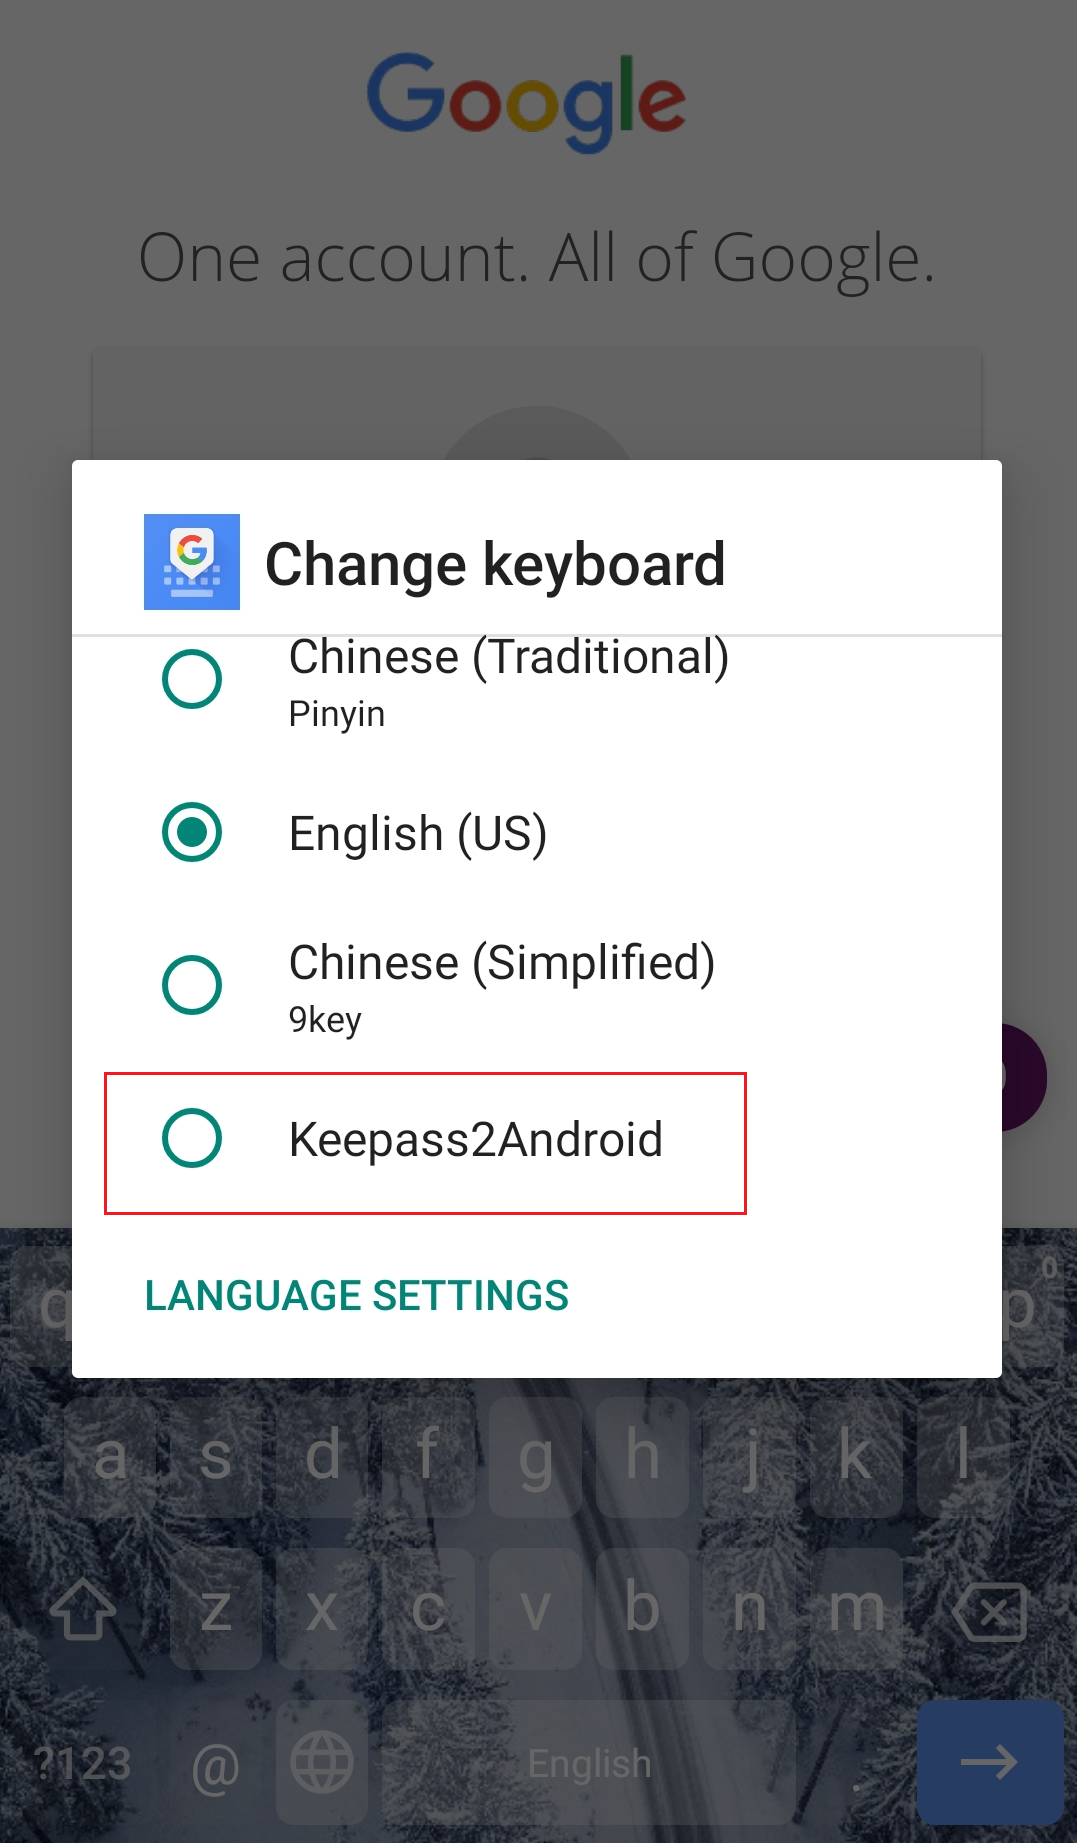 Google
One account. All of Google.
Change keyboard
Chinese (Traditional)
Pinyin
English (US)
Chinese (Simplified)
9key
Keepass2Android
LANGUAGE SETTINGS
q p 0
a s d f g h j k l
z x c v b n m
?123 @ English .